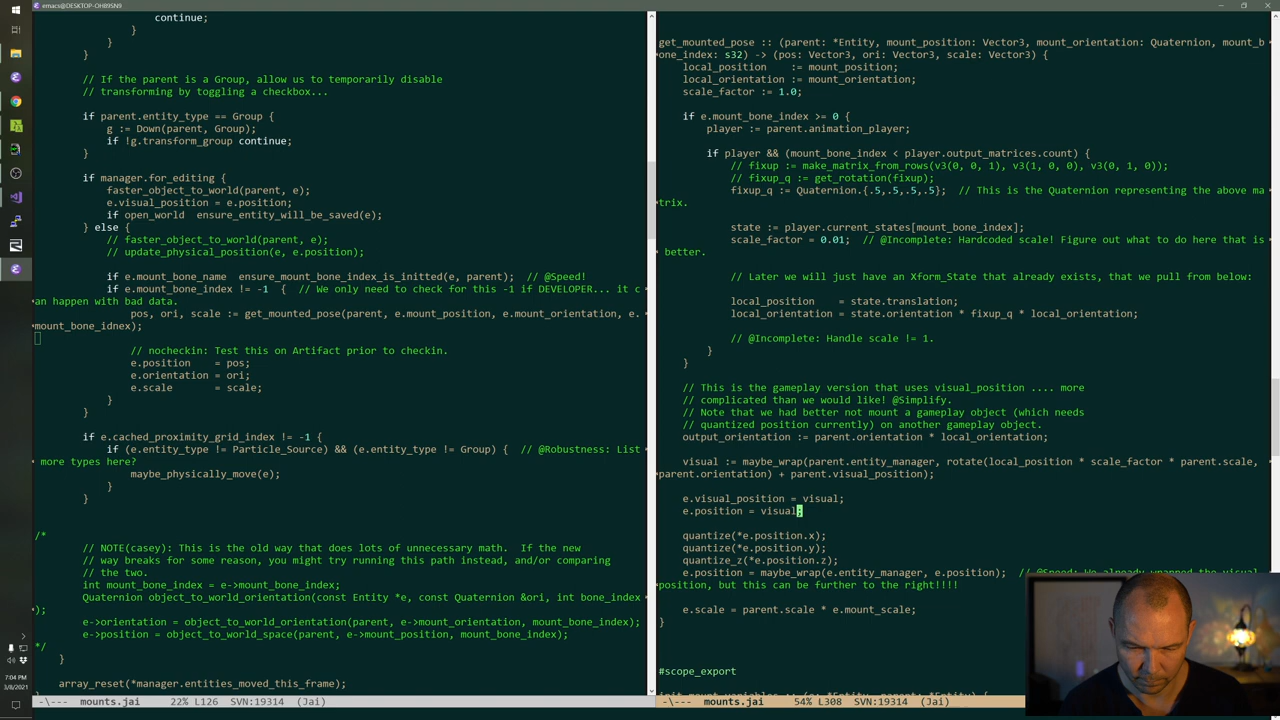 emacs@DESKTOP-OH89SN9
continue;
}
}
}
// If the parent is a Group, allow us to temporarily disable
// transforming by toggling a checkbox...
if parent.entity_type == Group {
g := Down(parent, Group);
if !g.transform_group continue;
}
if manager.for_editing {
faster_object_to_world(parent, e);
e.visual_position = e.position;
if open_world  ensure_entity_will_be_saved(e);
} else {
// faster_object_to_world(parent, e);
// update_physical_position(e, e.position);
if e.mount_bone_name  ensure_mount_bone_index_is_initted(e, parent);  // @Speed!
if e.mount_bone_index != -1  {  // We only need to check for this -1 if DEVELOPER... it c
an happen with bad data.
pos, ori, scale := get_mounted_pose(parent, e.mount_position, e.mount_orientation, e.
mount_bone_idnex);
// nocheckin: Test this on Artifact prior to checkin.
e.position    = pos;
e.orientation = ori;
e.scale       = scale;
}
}
if e.cached_proximity_grid_index != -1 {
if (e.entity_type != Particle_Source) && (e.entity_type != Group) {  // @Robustness: List
more types here?
maybe_physically_move(e);
}
}
/*
// NOTE(casey): This is the old way that does lots of unnecessary math.  If the new
// way breaks for some reason, you might try running this path instead, and/or comparing
// the two.
int mount_bone_index = e->mount_bone_index;
Quaternion object_to_world_orientation(const Entity *e, const Quaternion &ori, int bone_index
);
e->orientation = object_to_world_orientation(parent, e->mount_orientation, mount_bone_index);
e->position = object_to_world_space(parent, e->mount_position, mount_bone_index);
*/
}
array_reset(*manager.entities_moved_this_frame);
-\---  mounts.jai     22% L126  SVN:19314  (Jai)
get_mounted_pose :: (parent: *Entity, mount_position: Vector3, mount_orientation: Quaternion, mount_b
one_index: s32) -> (pos: Vector3, ori: Vector3, scale: Vector3) {
local_position    := mount_position;
local_orientation := mount_orientation;
scale_factor := 1.0;
if e.mount_bone_index >= 0 {
player := parent.animation_player;
if player && (mount_bone_index < player.output_matrices.count) {
// fixup := make_matrix_from_rows(v3(0, 0, 1), v3(1, 0, 0), v3(0, 1, 0));
// fixup_q := get_rotation(fixup);
fixup_q := Quaternion.{.5,.5,.5,.5};  // This is the Quaternion representing the above ma
trix.
state := player.current_states[mount_bone_index];
scale_factor = 0.01;  // @Incomplete: Hardcoded scale! Figure out what to do here that is
better.
// Later we will just have an Xform_State that already exists, that we pull from below:
local_position    = state.translation;
local_orientation = state.orientation * fixup_q * local_orientation;
// @Incomplete: Handle scale != 1.
}
}
// This is the gameplay version that uses visual_position .... more
// complicated than we would like! @Simplify.
// Note that we had better not mount a gameplay object (which needs
// quantized position currently) on another gameplay object.
output_orientation := parent.orientation * local_orientation;
visual := maybe_wrap(parent.entity_manager, rotate(local_position * scale_factor * parent.scale,
parent.orientation) + parent.visual_position);
e.visual_position = visual;
e.position = visual;
quantize(*e.position.x);
quantize(*e.position.y);
quantize_z(*e.position.z);
e.position = maybe_wrap(e.entity_manager, e.position);  // @Speed: We already wrapped the visual
position, but this can be further to the right!!!!
e.scale = parent.scale * e.mount_scale;
}
#scope_export
-\---  mounts.jai     54% L308  SVN:19314  (Jai)
7:04 PM
3/8/2021